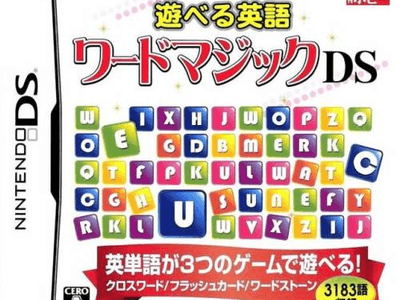 NINTENDO DS
遊べる英語
ワードマジックDS
W O E I X H J W O P Z Q
O E G D B M E R K
Q T F P K U L W A T C
C G H U S U N E F Y
R K L U V W J E T J
英単語が3つのゲームで遊べる!
クロスワード/フラッシュカード/ワードストーン
3183語
CERO